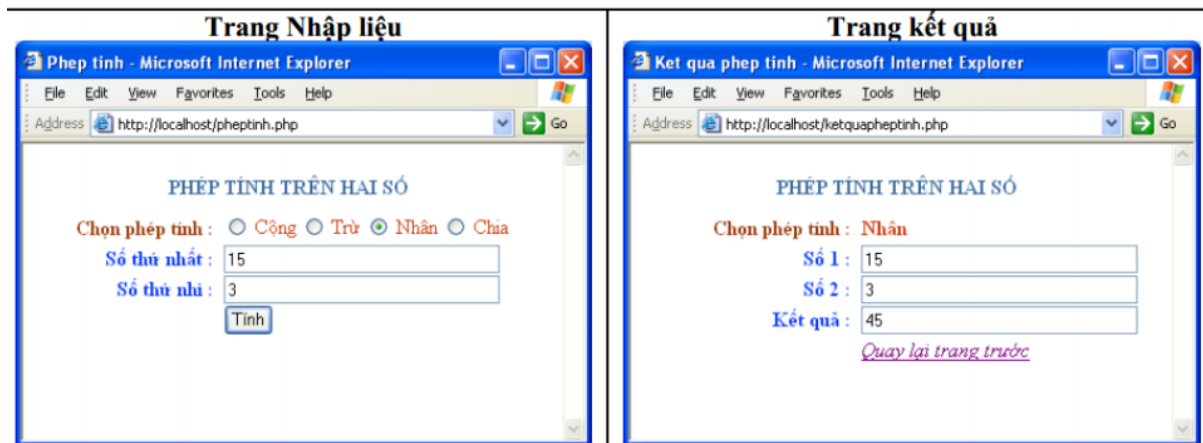 Trang Nhập liệu
Phep tinh - Microsoft Internet Explorer
File Edit View Favorites Tools Help
Address http://localhost/pheptinh.php Go
PHÉP TÍNH TRÊN HAI SỐ
Chọn phép tính : Cộng Trừ Nhân Chia
Số thứ nhất : 15
Số thứ nhì : 3
Tính
Trang kết quả
Ket qua phep tinh - Microsoft Internet Explorer
File Edit View Favorites Tools Help
Address http://localhost/ketquapheptinh.php Go
PHÉP TÍNH TRÊN HAI SỐ
Chọn phép tính : Nhân
Số 1 : 15
Số 2 : 3
Kết quả : 45
Quay lại trang trước